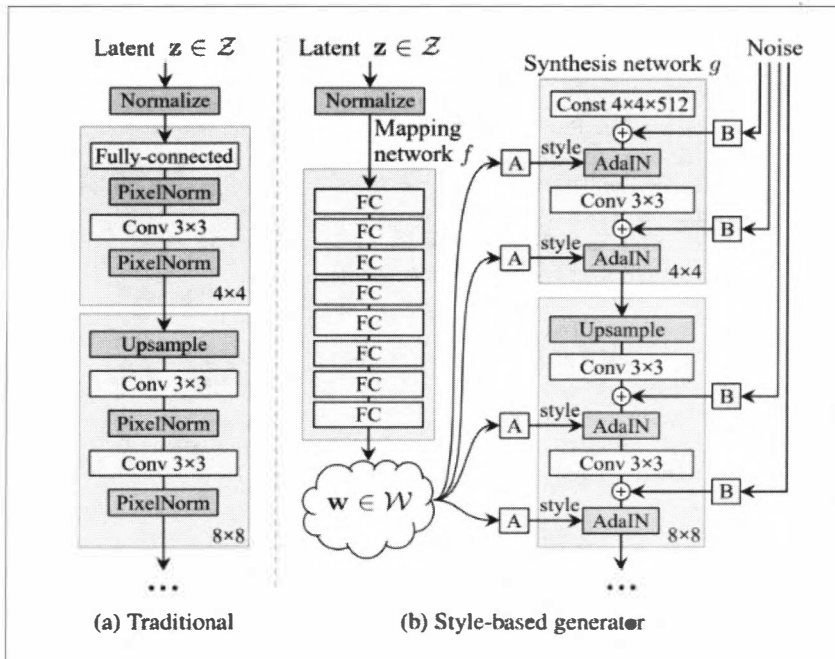 Latent z ∈ Z
Normalize
Fully-connected
PixelNorm
Conv 3×3
PixelNorm
4×4
Upsample
Conv 3×3
PixelNorm
Conv 3×3
PixelNorm
8×8
...
(a) Traditional
Latent z ∈ Z
Normalize
Mapping
network f
FC
FC
FC
FC
FC
FC
FC
FC
w ∈ W
A
style
A
style
A
style
A
style
Noise
Synthesis network g
Const 4×4×512
+
B
AdaIN
Conv 3×3
+
B
AdaIN
4×4
Upsample
Conv 3×3
+
B
AdaIN
Conv 3×3
+
B
AdaIN
8×8
...
(b) Style-based generator